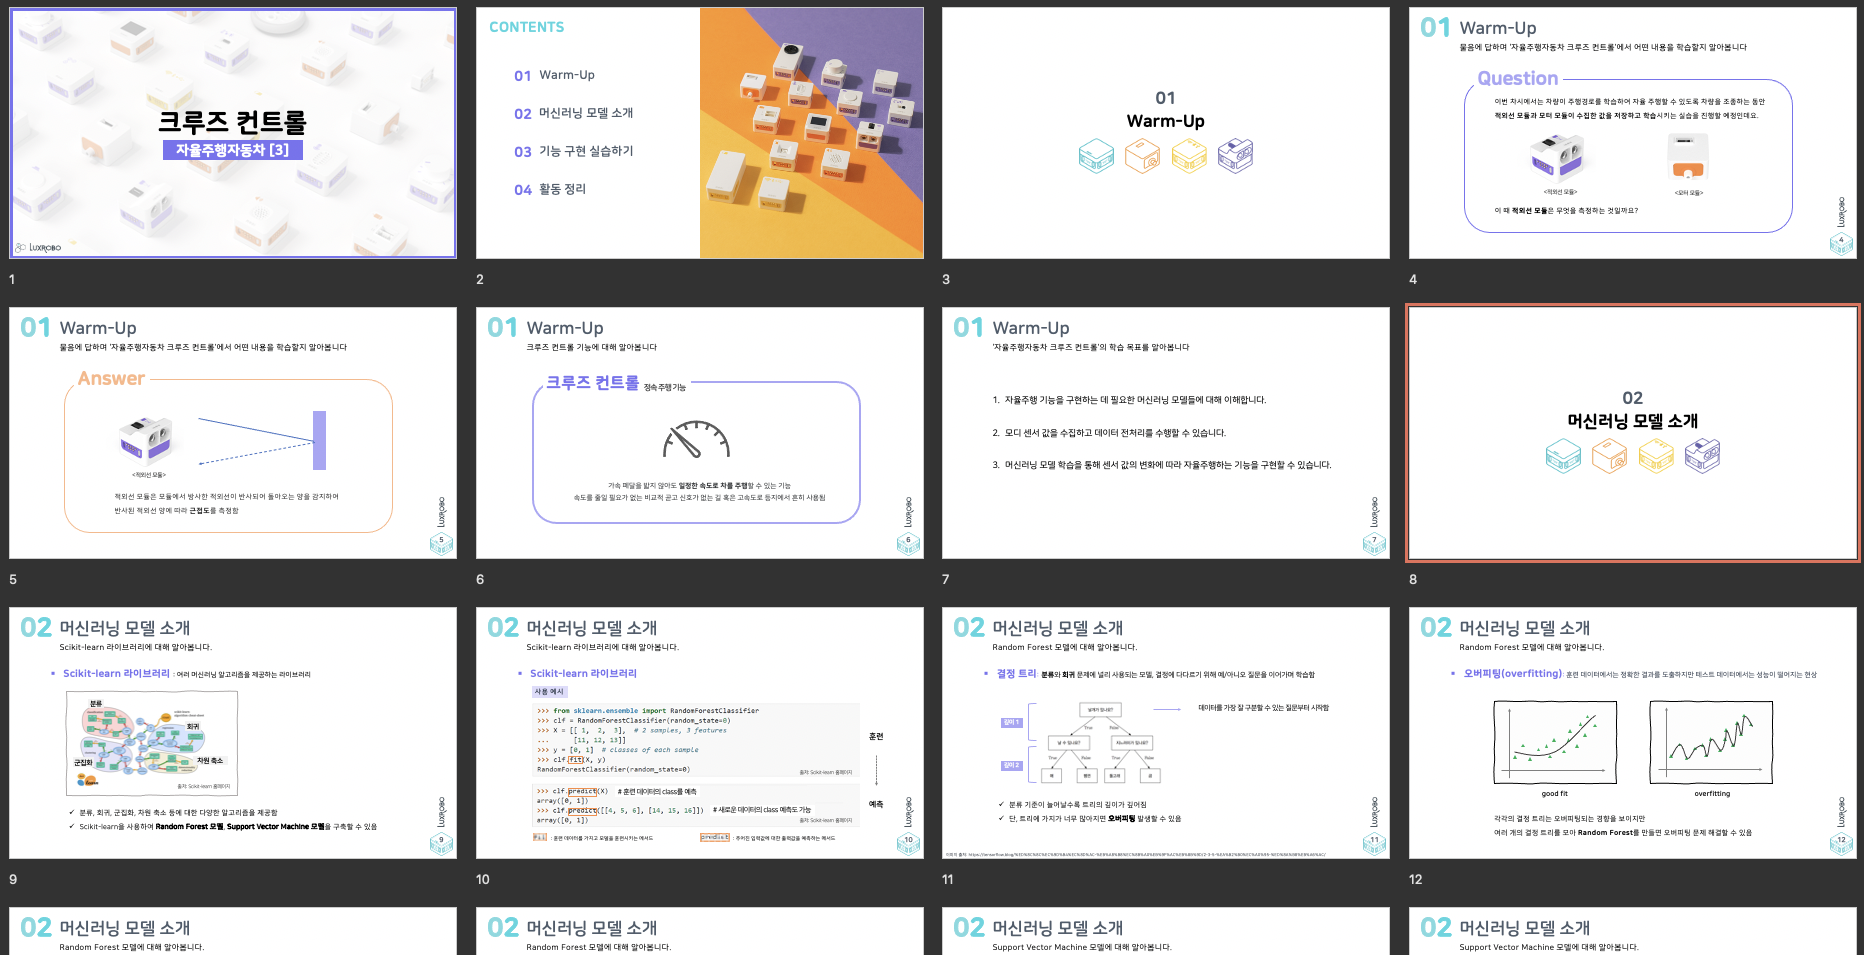 크루즈 컨트롤
자율주행자동차 [3]
LUXROBO
1
CONTENTS
01 Warm-Up
02 머신러닝 모델 소개
03 기능 구현 실습하기
04 활동 정리
2
01
Warm-Up
3
01 Warm-Up
물음에 답하며 '자율주행자동차 크루즈 컨트롤'에서 어떤 내용을 학습할지 알아봅니다
Question
이번 차시에서는 차량이 주행경로를 학습하여 자율 주행할 수 있도록 차량을 조종하는 동안
적외선 모듈과 모터 모듈이 수집한 값을 저장하고 학습시키는 실습을 진행할 예정인데요.
<적외선 모듈>
<모터 모듈>
이 때 적외선 모듈은 무엇을 측정하는 것일까요?
LUXROBO
4
4
01 Warm-Up
물음에 답하며 '자율주행자동차 크루즈 컨트롤'에서 어떤 내용을 학습할지 알아봅니다
Answer
<적외선 모듈>
적외선 모듈은 모듈에서 방사한 적외선이 반사되어 돌아오는 양을 감지하여
반사된 적외선 양에 따라 근접도를 측정함
LUXROBO
5
5
01 Warm-Up
크루즈 컨트롤 기능에 대해 알아봅니다
크루즈 컨트롤 정속주행기능
가속 페달을 밟지 않아도 일정한 속도로 차를 주행할 수 있는 기능
속도를 줄일 필요가 없는 비교적 곧고 신호가 없는 길 혹은 고속도로 등지에서 흔히 사용됨
LUXROBO
6
6
01 Warm-Up
'자율주행자동차 크루즈 컨트롤'의 학습 목표를 알아봅니다
1. 자율주행 기능을 구현하는 데 필요한 머신러닝 모델들에 대해 이해합니다.
2. 모디 센서 값을 수집하고 데이터 전처리를 수행할 수 있습니다.
3. 머신러닝 모델 학습을 통해 센서 값의 변화에 따라 자율주행하는 기능을 구현할 수 있습니다.
LUXROBO
7
7
02
머신러닝 모델 소개
8
02 머신러닝 모델 소개
Scikit-learn 라이브러리에 대해 알아봅니다.
▪ Scikit-learn 라이브러리 : 여러 머신러닝 알고리즘을 제공하는 라이브러리
분류
회귀
군집화
차원 축소
출처: Scikit-learn 홈페이지
✓ 분류, 회귀, 군집화, 차원 축소 등에 대한 다양한 알고리즘을 제공함
✓ Scikit-learn을 사용하여 Random Forest 모델, Support Vector Machine 모델을 구축할 수 있음
LUXROBO
9
9
02 머신러닝 모델 소개
Scikit-learn 라이브러리에 대해 알아봅니다.
▪ Scikit-learn 라이브러리
사용 예시
>>> from sklearn.ensemble import RandomForestClassifier
>>> clf = RandomForestClassifier(random_state=0)
>>> X = [[ 1, 2, 3], # 2 samples, 3 features
... [11, 12, 13]]
>>> y = [0, 1] # classes of each sample
>>> clf.fit(X, y)
RandomForestClassifier(random_state=0)
출처: Scikit-learn 홈페이지
훈련
>>> clf.predict(X) # 훈련 데이터의 class를 예측
array([0, 1])
>>> clf.predict([[4, 5, 6], [14, 15, 16]]) # 새로운 데이터의 class 예측도 가능
array([0, 1])
출처: Scikit-learn 홈페이지
예측
fit : 훈련 데이터를 가지고 모델을 훈련시키는 메서드
predict : 주어진 입력값에 대한 출력값을 예측하는 메서드
LUXROBO
10
10
02 머신러닝 모델 소개
Random Forest 모델에 대해 알아봅니다.
▪ 결정 트리: 분류와 회귀 문제에 널리 사용되는 모델, 결정에 다다르기 위해 예/아니오 질문을 이어가며 학습함
깊이 1
깊이 2
날개가 있나요?
데이터를 가장 잘 구분할 수 있는 질문부터 시작함
True
False
날 수 있나요?
지느러미가 있나요?
True
False
True
False
매
펭귄
돌고래
곰
✓ 분류 기준이 늘어날수록 트리의 깊이가 깊어짐
✓ 단, 트리에 가지가 너무 많아지면 오버피팅 발생할 수 있음
LUXROBO
11
11
02 머신러닝 모델 소개
Random Forest 모델에 대해 알아봅니다.
▪ 오버피팅(overfitting): 훈련 데이터에서는 정확한 결과를 도출하지만 테스트 데이터에서는 성능이 떨어지는 현상
good fit
overfitting
각각의 결정 트리는 오버피팅되는 경향을 보이지만
여러 개의 결정 트리를 모아 Random Forest를 만들면 오버피팅 문제 해결할 수 있음
LUXROBO
12
12
02 머신러닝 모델 소개
Random Forest 모델에 대해 알아봅니다.
02 머신러닝 모델 소개
Random Forest 모델에 대해 알아봅니다.
02 머신러닝 모델 소개
Support Vector Machine 모델에 대해 알아봅니다.
02 머신러닝 모델 소개
Support Vector Machine 모델에 대해 알아봅니다.